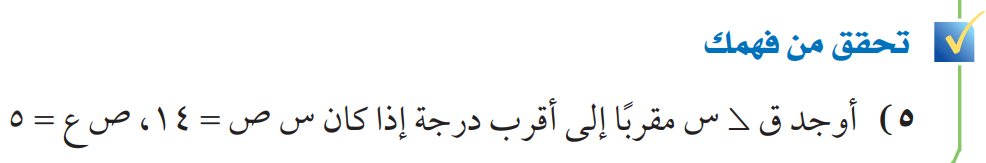 تحقق من فهمك
٥) أوجد ق ∠ س مقربًا إلى أقرب درجة إذا كان س ص = ١٤، ص ع = ٥